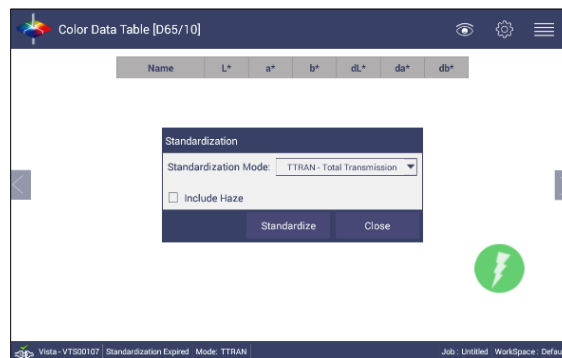 Color Data Table [D65/10]
Name L* a* b* dL* da* db*
Standardization
Standardization Mode: TTRAN - Total Transmission
Include Haze
Standardize Close
Vista - VTS00107 Standardization Expired Mode: TTRAN Job : Untitled WorkSpace : Defau